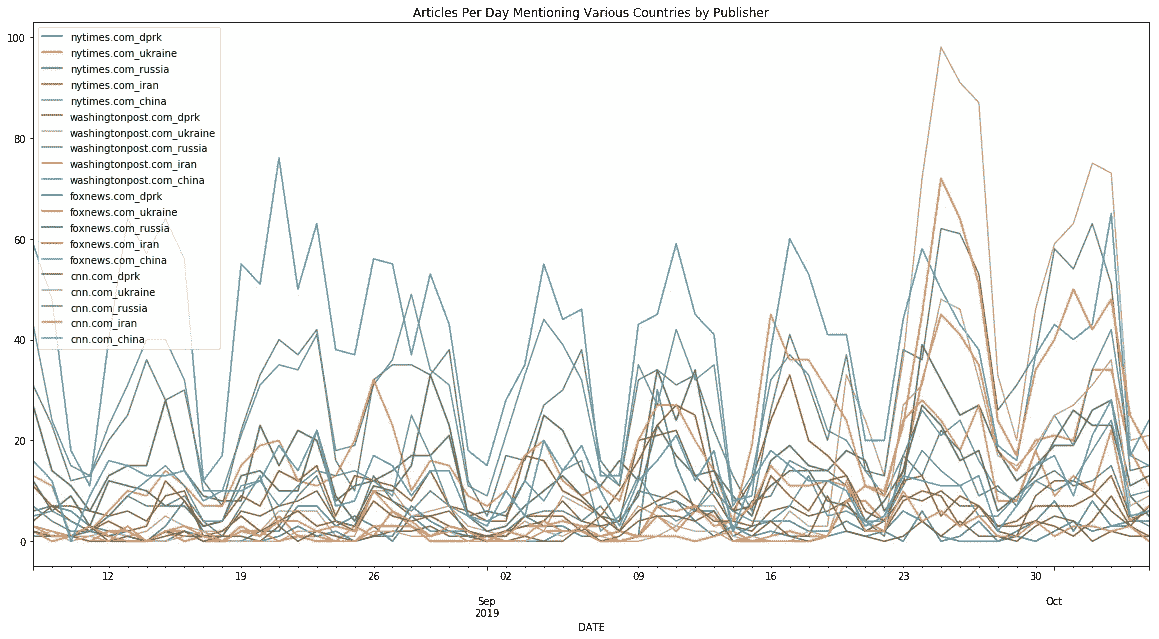 Articles Per Day Mentioning Various Countries by Publisher
100
80
60
40
20
0
nytimes.com_dprk
nytimes.com_ukraine
nytimes.com_russia
nytimes.com_iran
nytimes.com_china
washingtonpost.com_dprk
washingtonpost.com_ukraine
washingtonpost.com_russia
washingtonpost.com_iran
washingtonpost.com_china
foxnews.com_dprk
foxnews.com_ukraine
foxnews.com_russia
foxnews.com_iran
foxnews.com_china
cnn.com_dprk
cnn.com_ukraine
cnn.com_russia
cnn.com_iran
cnn.com_china
12 19 26 02 09 16 23 30
Sep Oct
2019
DATE